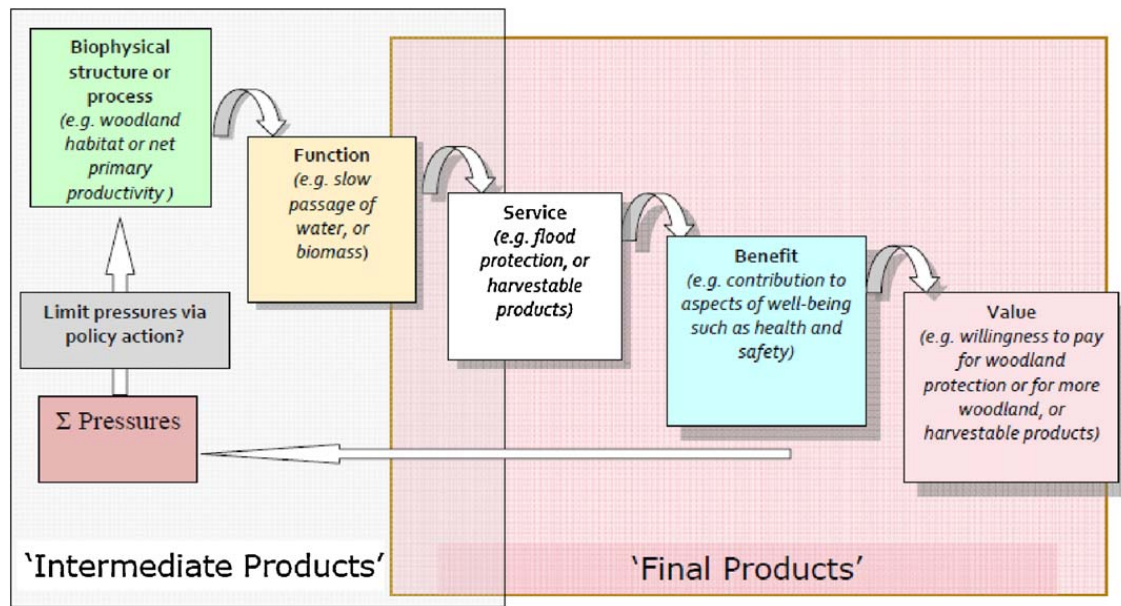 Biophysical
structure or
process
(e.g. woodland
habitat or net
primary
productivity )
Function
(e.g. slow
passage of
water, or
biomass)
Service
(e.g. flood
protection, or
harvestable
products)
Benefit
(e.g. contribution to
aspects of well-being
such as health and
safety)
Value
(e.g. willingness to pay
for woodland
protection or for more
woodland, or
harvestable products)
Limit pressures via
policy action?
Σ Pressures
‘Intermediate Products’
‘Final Products’